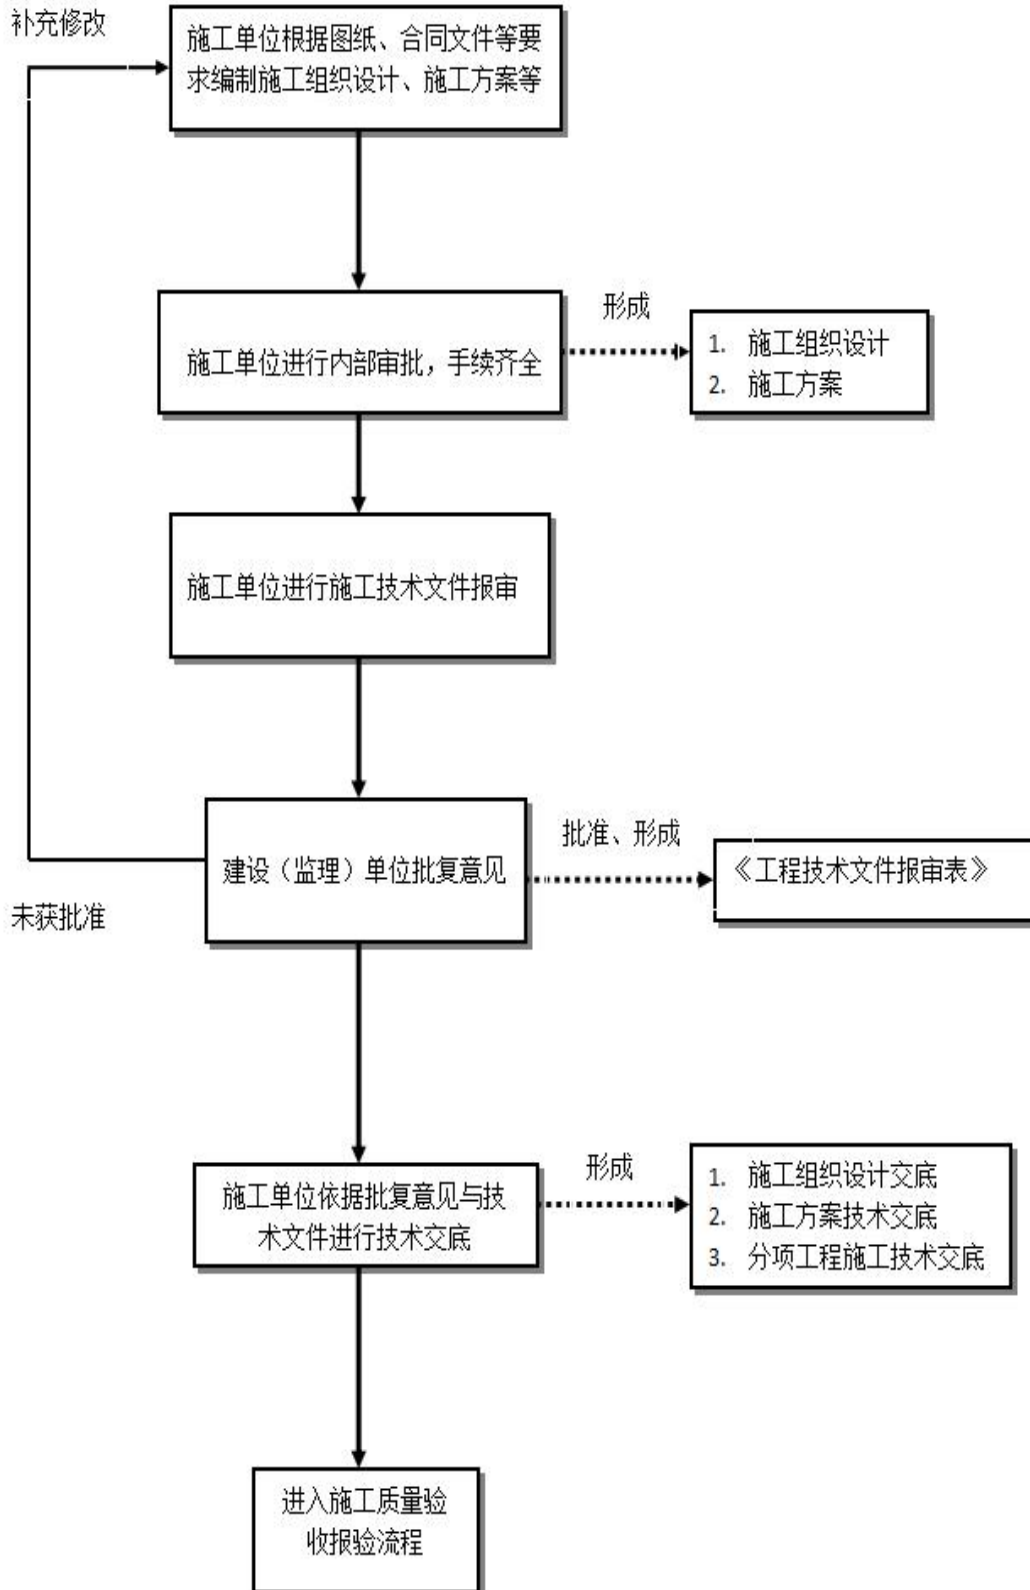 补充修改
施工单位根据图纸、合同文件等要
求编制施工组织设计、施工方案等
施工单位进行内部审批，手续齐全
形成
1. 施工组织设计
2. 施工方案
施工单位进行施工技术文件报审
建设（监理）单位批复意见
批准、形成
《工程技术文件报审表》
未获批准
施工单位依据批复意见与技
术文件进行技术交底
形成
1. 施工组织设计交底
2. 施工方案技术交底
3. 分项工程施工技术交底
进入施工质量验
收报验流程